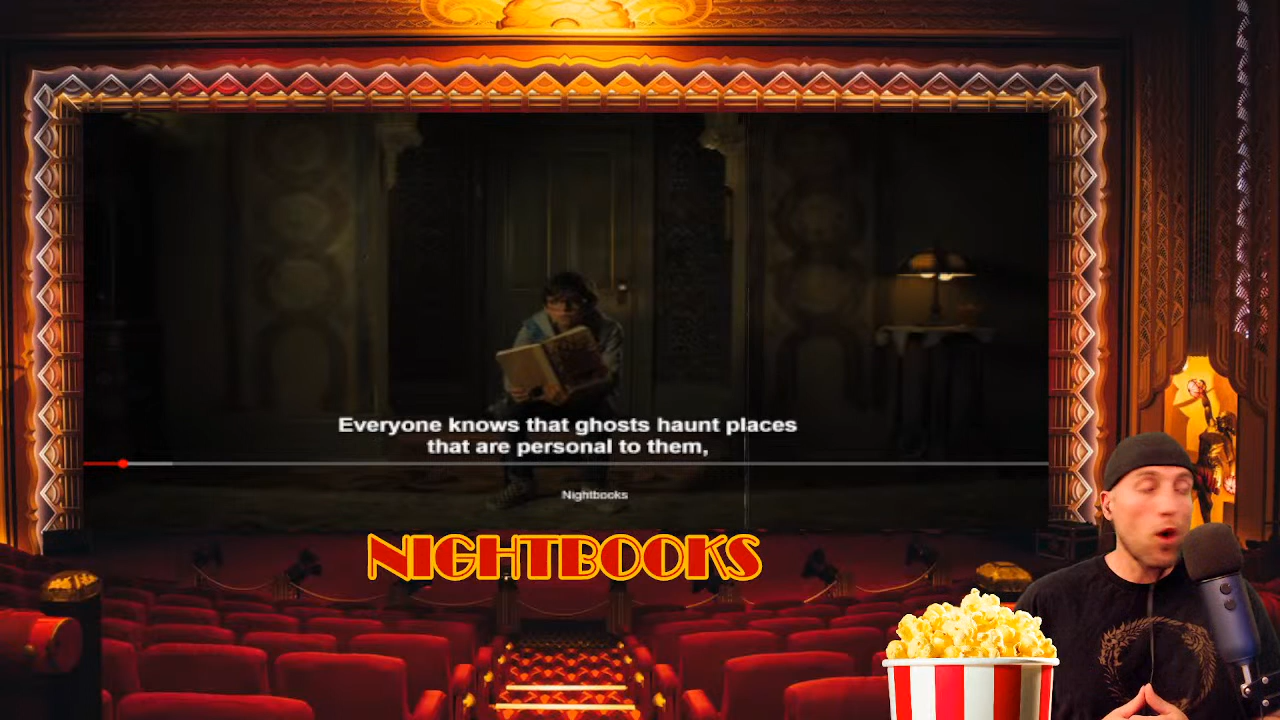 Everyone knows that ghosts haunt places
that are personal to them,
Nightbooks
NIGHTBOOKS